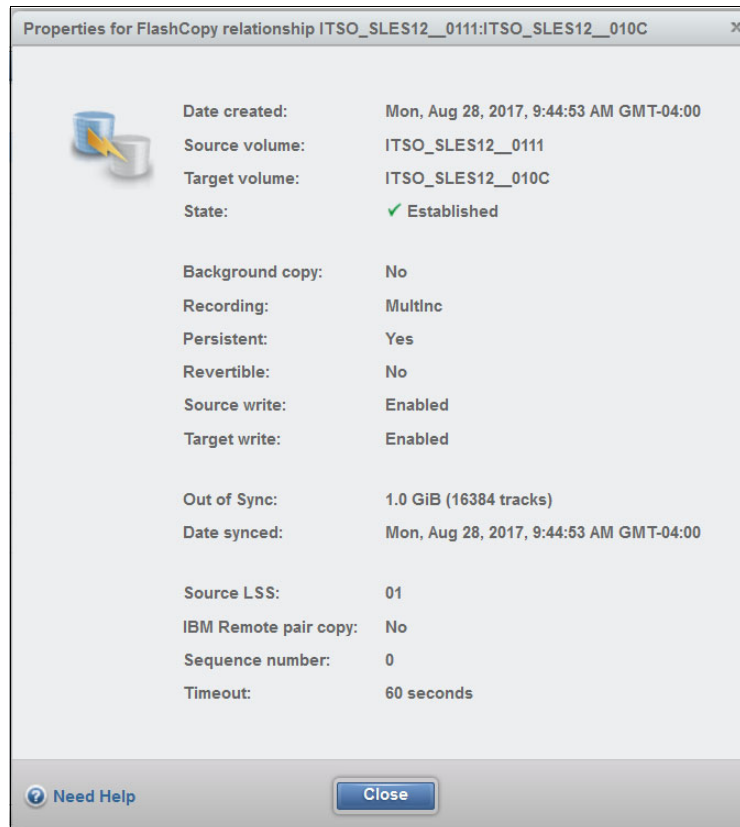 Properties for FlashCopy relationship ITSO_SLES12__0111:ITSO_SLES12__010C x
Date created: Mon, Aug 28, 2017, 9:44:53 AM GMT-04:00
Source volume: ITSO_SLES12__0111
Target volume: ITSO_SLES12__010C
State: ✓ Established
Background copy: No
Recording: MultInc
Persistent: Yes
Revertible: No
Source write: Enabled
Target write: Enabled
Out of Sync: 1.0 GiB (16384 tracks)
Date synced: Mon, Aug 28, 2017, 9:44:53 AM GMT-04:00
Source LSS: 01
IBM Remote pair copy: No
Sequence number: 0
Timeout: 60 seconds
? Need Help Close